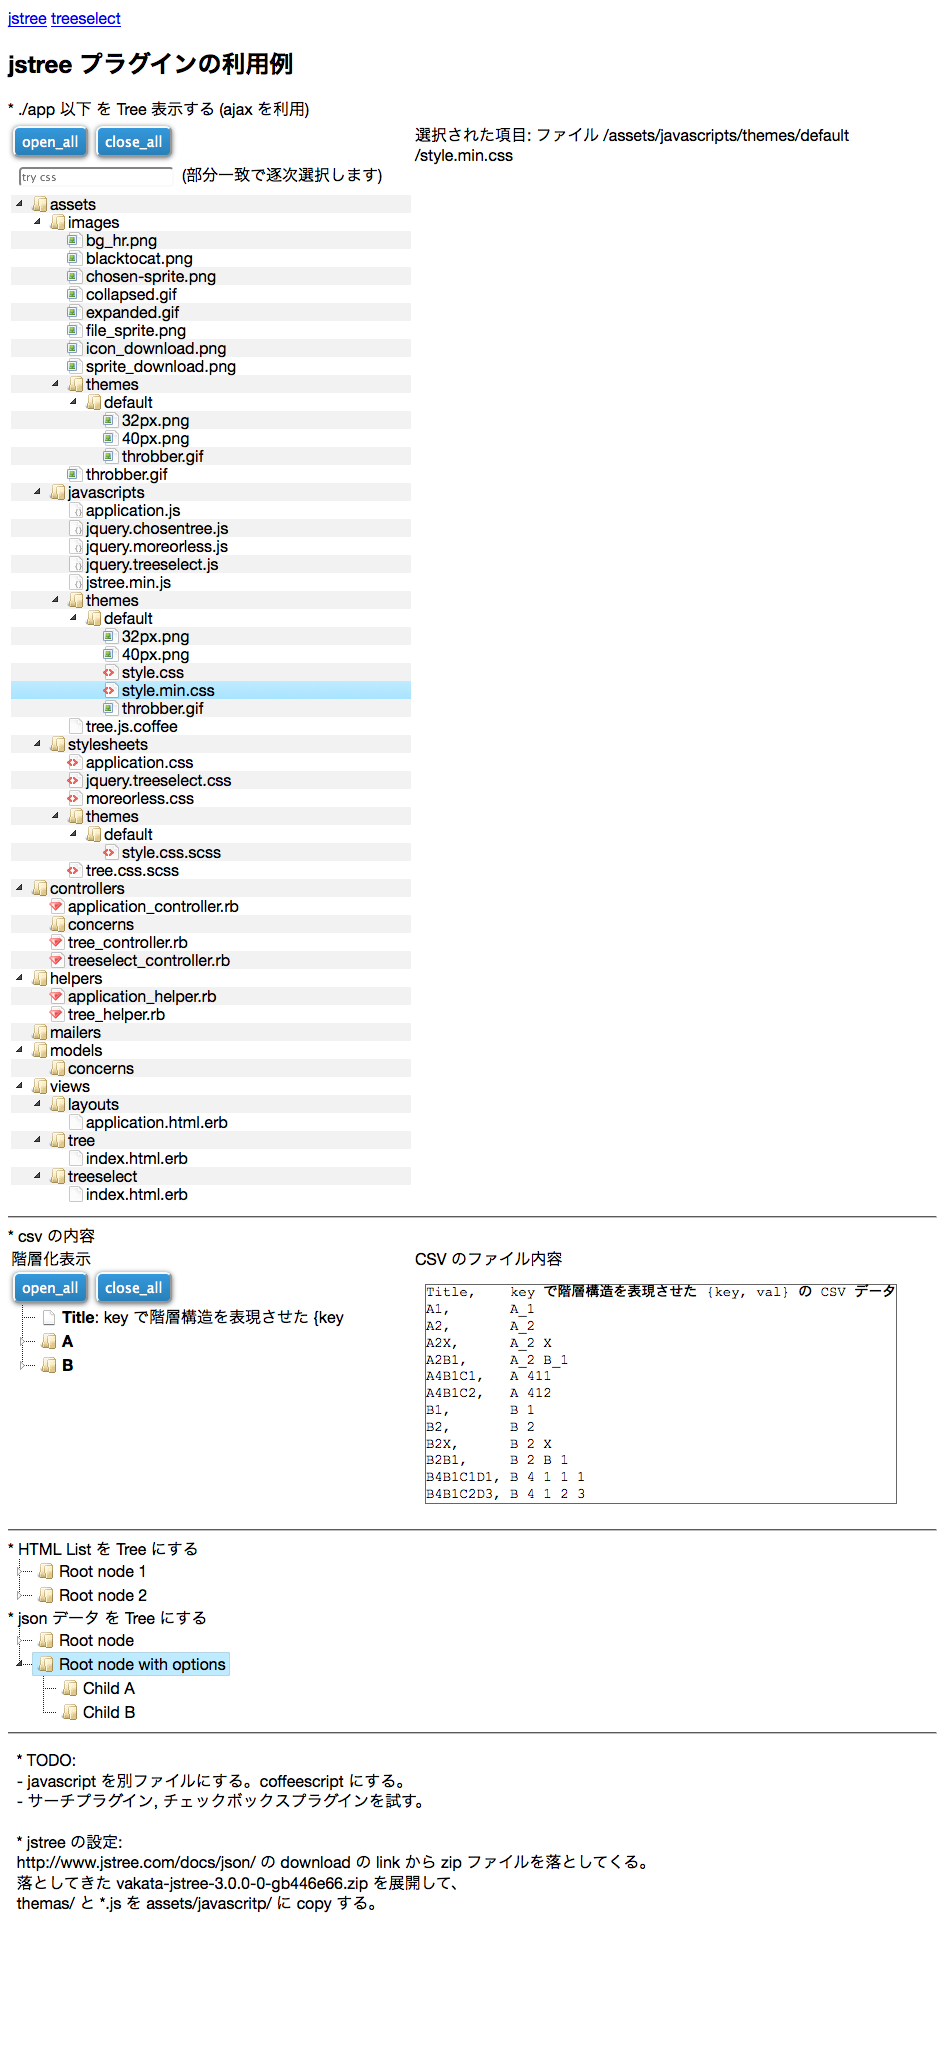 jstree treeselect
jstree プラグインの利用例
* ./app 以下 を Tree 表示する (ajax を利用)
open_all close_all
選択された項目: ファイル /assets/javascripts/themes/default
/style.min.css
try css (部分一致で逐次選択します)
assets
images
bg_hr.png
blacktocat.png
chosen-sprite.png
collapsed.gif
expanded.gif
file_sprite.png
icon_download.png
sprite_download.png
themes
default
32px.png
40px.png
throbber.gif
throbber.gif
javascripts
application.js
jquery.chosentree.js
jquery.moreorless.js
jquery.treeselect.js
jstree.min.js
themes
default
32px.png
40px.png
style.css
style.min.css
throbber.gif
tree.js.coffee
stylesheets
application.css
jquery.treeselect.css
moreorless.css
themes
default
style.css.scss
tree.css.scss
controllers
application_controller.rb
concerns
tree_controller.rb
treeselect_controller.rb
helpers
application_helper.rb
tree_helper.rb
mailers
models
concerns
views
layouts
application.html.erb
tree
index.html.erb
treeselect
index.html.erb
* csv の内容
階層化表示
open_all close_all
Title: key で階層構造を表現させた {key
A
B
CSV のファイル内容
Title, key で階層構造を表現させた {key, val} の CSV データ
A1, A_1
A2, A_2
A2X, A_2 X
A2B1, A_2 B_1
A4B1C1, A 411
A4B1C2, A 412
B1, B 1
B2, B 2
B2X, B 2 X
B2B1, B 2 B 1
B4B1C1D1, B 4 1 1 1
B4B1C2D3, B 4 1 2 3
* HTML List を Tree にする
Root node 1
Root node 2
* json データ を Tree にする
Root node
Root node with options
Child A
Child B
* TODO:
- javascript を別ファイルにする。coffeescript にする。
- サーチプラグイン, チェックボックスプラグインを試す。
* jstree の設定:
http://www.jstree.com/docs/json/ の download の link から zip ファイルを落としてくる。
落としてきた vakata-jstree-3.0.0-0-gb446e66.zip を展開して、
themas/ と *.js を assets/javascritp/ に copy する。